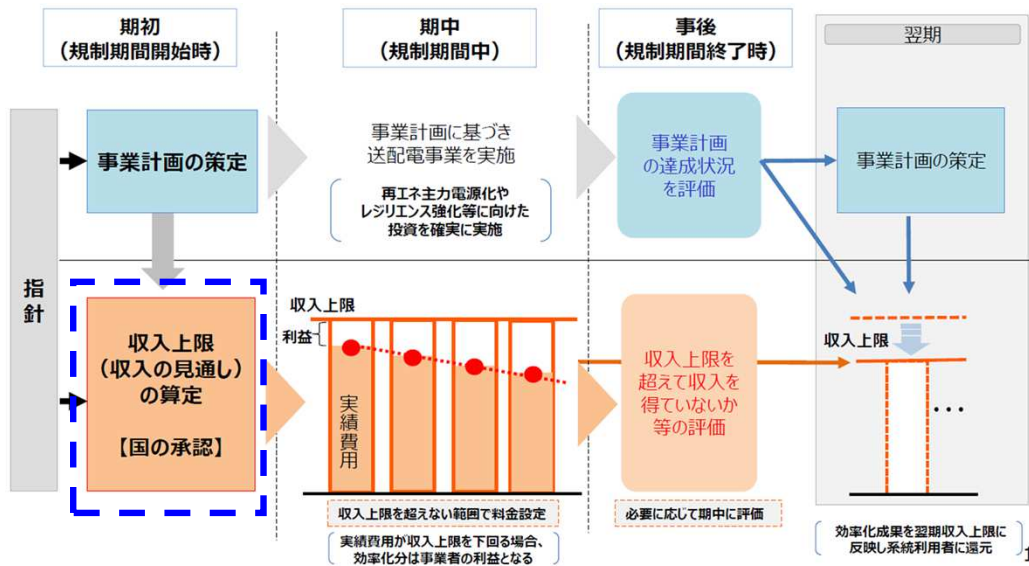 期初
（規制期間開始時）
期中
（規制期間中）
事後
（規制期間終了時）
翌期
指針
事業計画の策定
事業計画に基づき
送配電事業を実施
再エネ主力電源化や
レジリエンス強化等に向けた
投資を確実に実施
事業計画
の達成状況
を評価
事業計画の策定
収入上限
（収入の見通し）
の算定
【国の承認】
収入上限
利益
実績費用
収入上限を超えない範囲で料金設定
実績費用が収入上限を下回る場合、
効率化分は事業者の利益となる
収入上限を
超えて収入を
得ていないか
等の評価
必要に応じて期中に評価
収入上限
・・・
効率化成果を翌期収入上限に
反映し系統利用者に還元
1